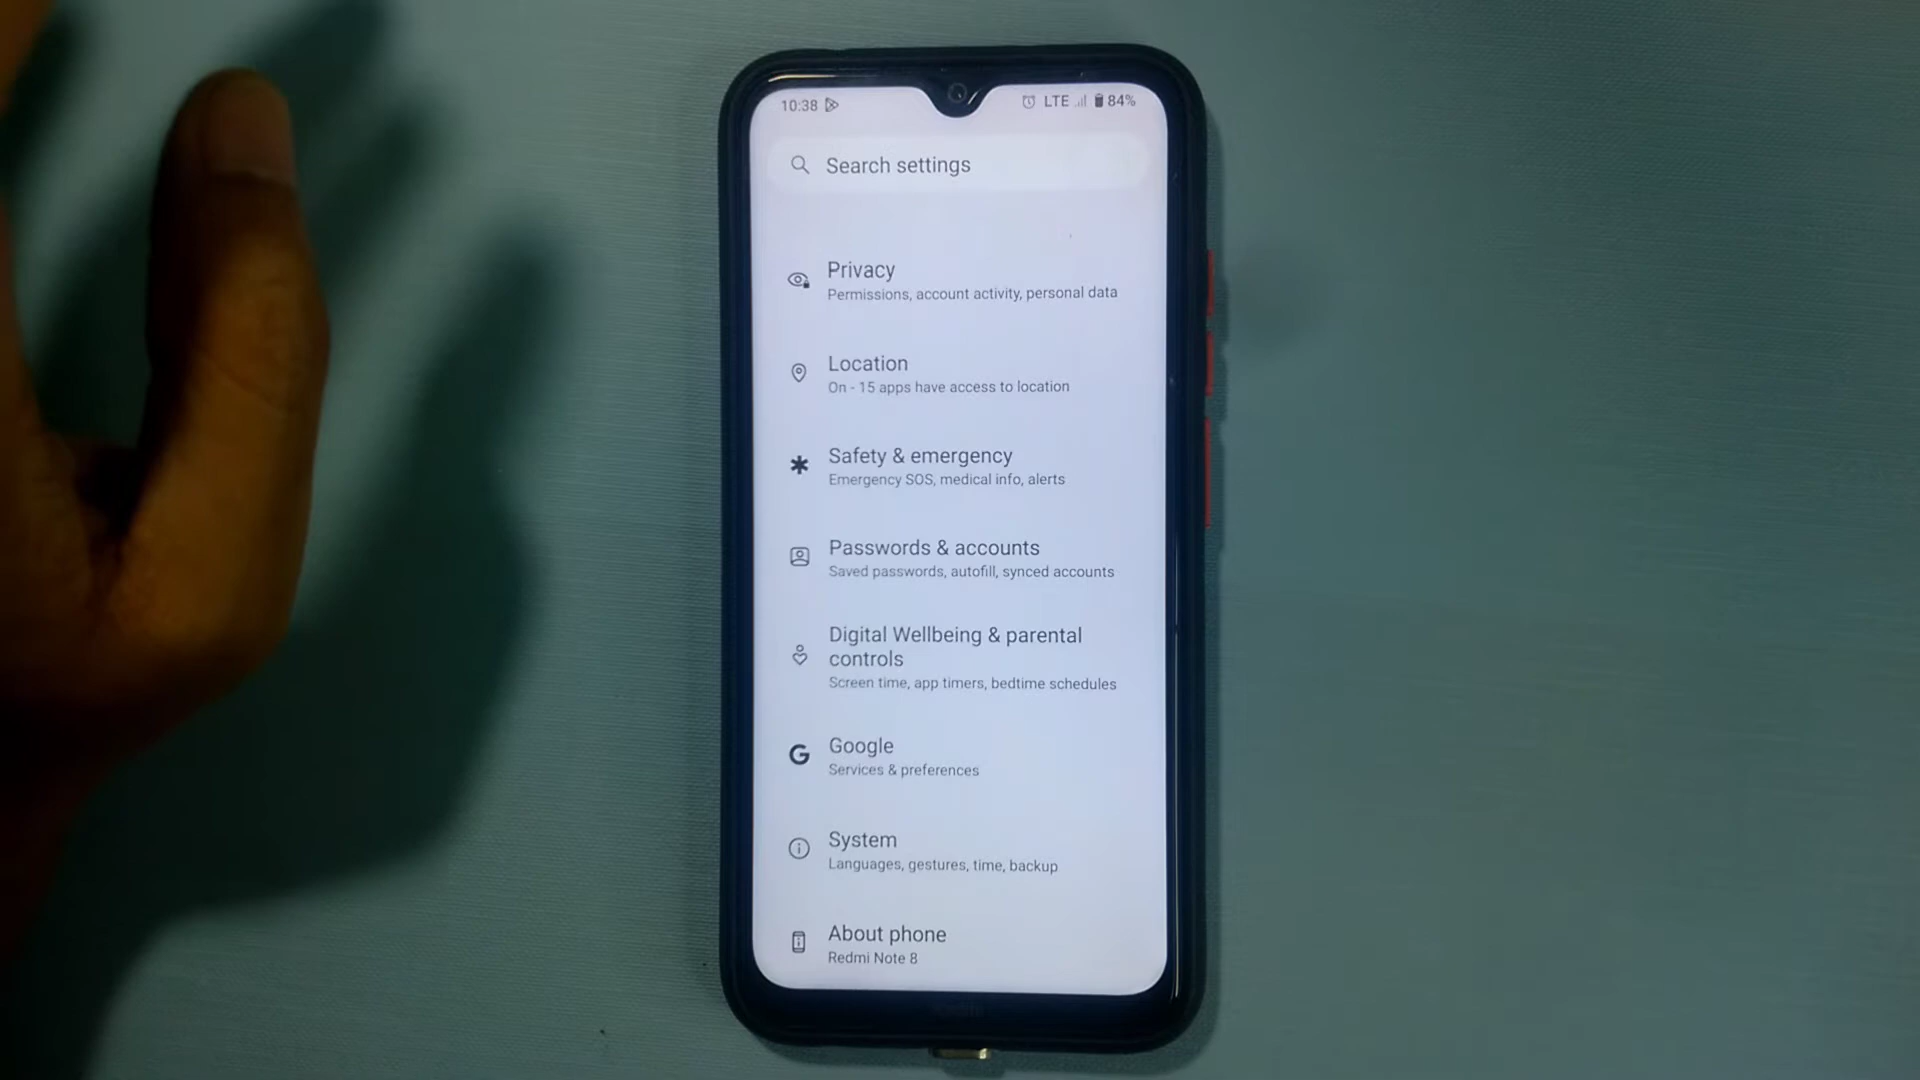 10:38 LTE 84%
Search settings
Privacy
Permissions, account activity, personal data
Location
On - 15 apps have access to location
Safety & emergency
Emergency SOS, medical info, alerts
Passwords & accounts
Saved passwords, autofill, synced accounts
Digital Wellbeing & parental
controls
Screen time, app timers, bedtime schedules
Google
Services & preferences
System
Languages, gestures, time, backup
About phone
Redmi Note 8